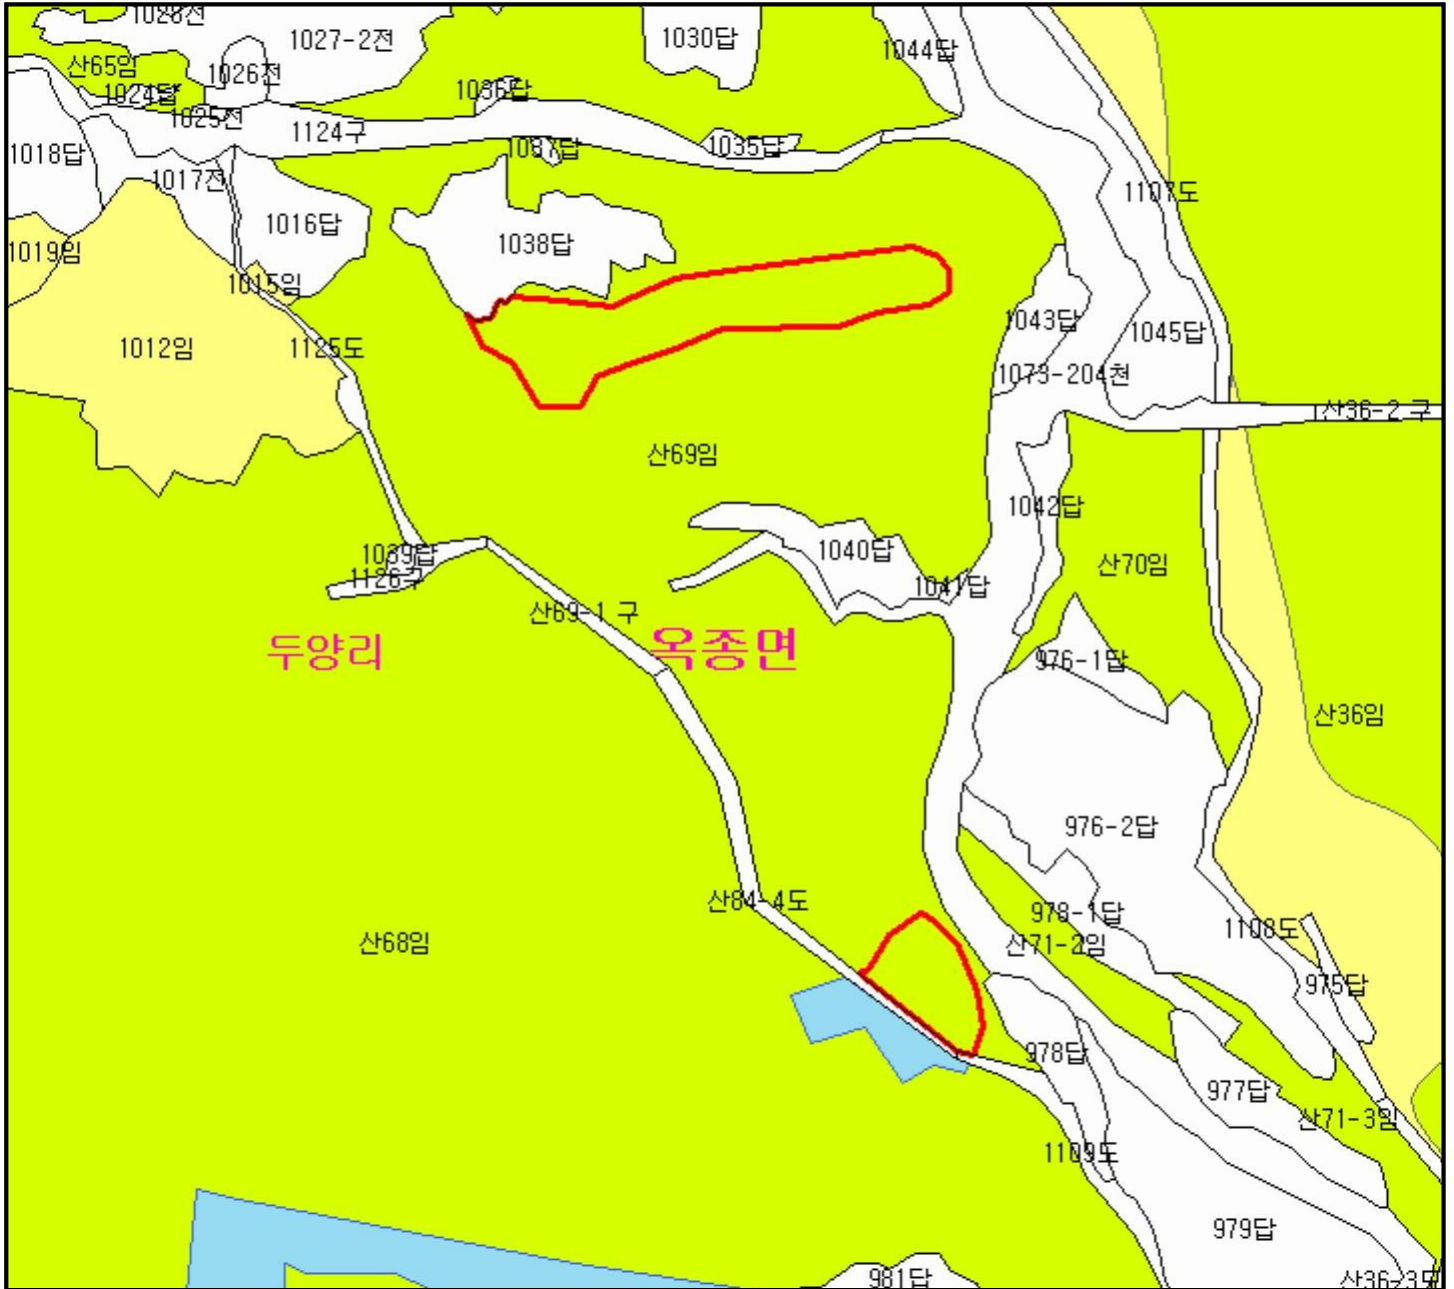 1028전
1027-2전
1030답
1044답
산65임
1026전
1024답
1036답
1025전
1124구
1037답
1035답
1018답
1017전
1107도
1016답
1038답
1019임
1015임
1043답
1045답
1012임
1125도
1073-204천
산36-2 구
산69임
1042답
1039답
1040답
산70임
1126구
1041답
산69-1 구
두양리
옥종면
976-1답
산36임
976-2답
산84-4도
978-1답
1108도
산68임
산71-2임
975답
978답
977답
산71-3임
1109도
979답
981답
산36-3도